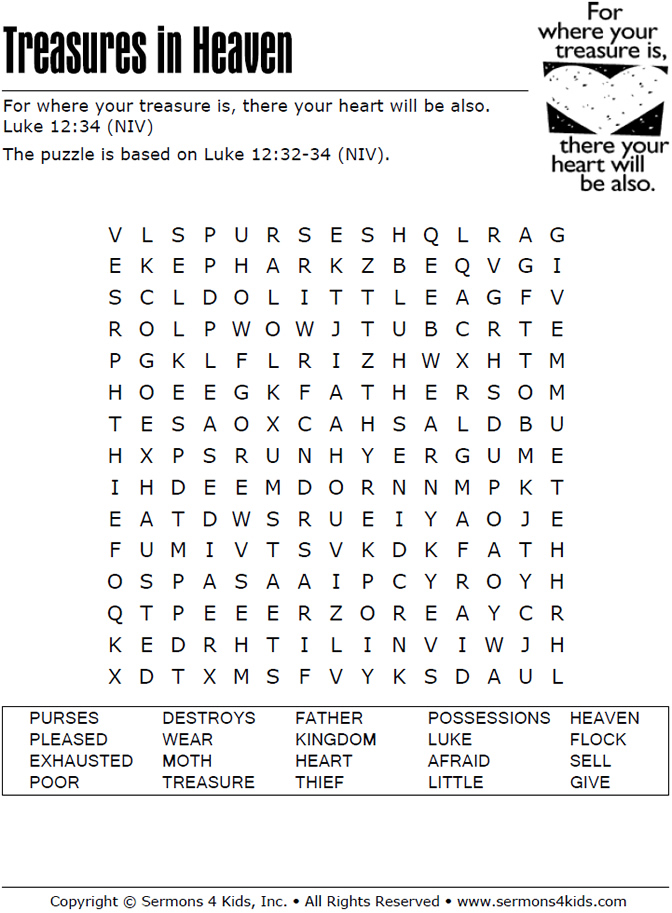 Treasures in Heaven
For
where your
treasure is,
there your
heart will
be also.
For where your treasure is, there your heart will be also.
Luke 12:34 (NIV)
The puzzle is based on Luke 12:32-34 (NIV).
V L S P U R S E S H Q L R A G
E K E P H A R K Z B E Q V G I
S C L D O L I T T L E A G F V
R O L P W O W J T U B C R T E
P G K L F L R I Z H W X H T M
H O E E G K F A T H E R S O M
T E S A O X C A H S A L D B U
H X P S R U N H Y E R G U M E
I H D E E M D O R N N M P K T
E A T D W S R U E I Y A O J E
F U M I V T S V K D K F A T H
O S P A S A A I P C Y R O Y H
Q T P E E E R Z O R E A Y C R
K E D R H T I L I N V I W J H
X D T X M S F V Y K S D A U L
PURSES DESTROYS FATHER POSSESSIONS HEAVEN
PLEASED WEAR KINGDOM LUKE FLOCK
EXHAUSTED MOTH HEART AFRAID SELL
POOR TREASURE THIEF LITTLE GIVE
Copyright © Sermons 4 Kids, Inc. • All Rights Reserved • www.sermons4kids.com